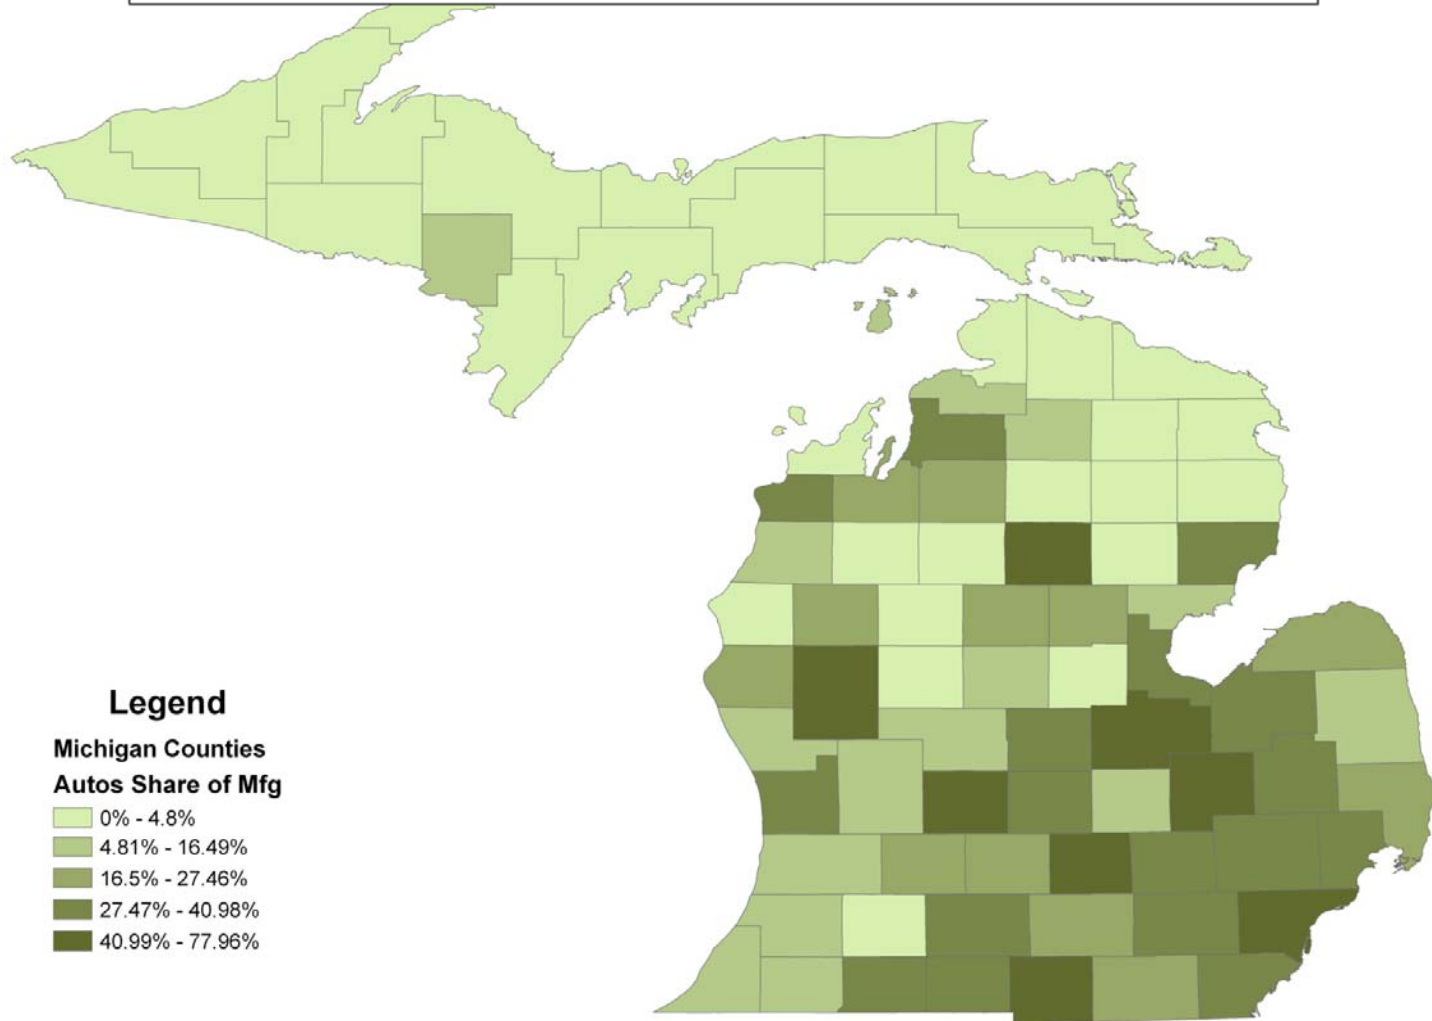 Legend
Michigan Counties
Autos Share of Mfg
0% - 4.8%
4.81% - 16.49%
16.5% - 27.46%
27.47% - 40.98%
40.99% - 77.96%